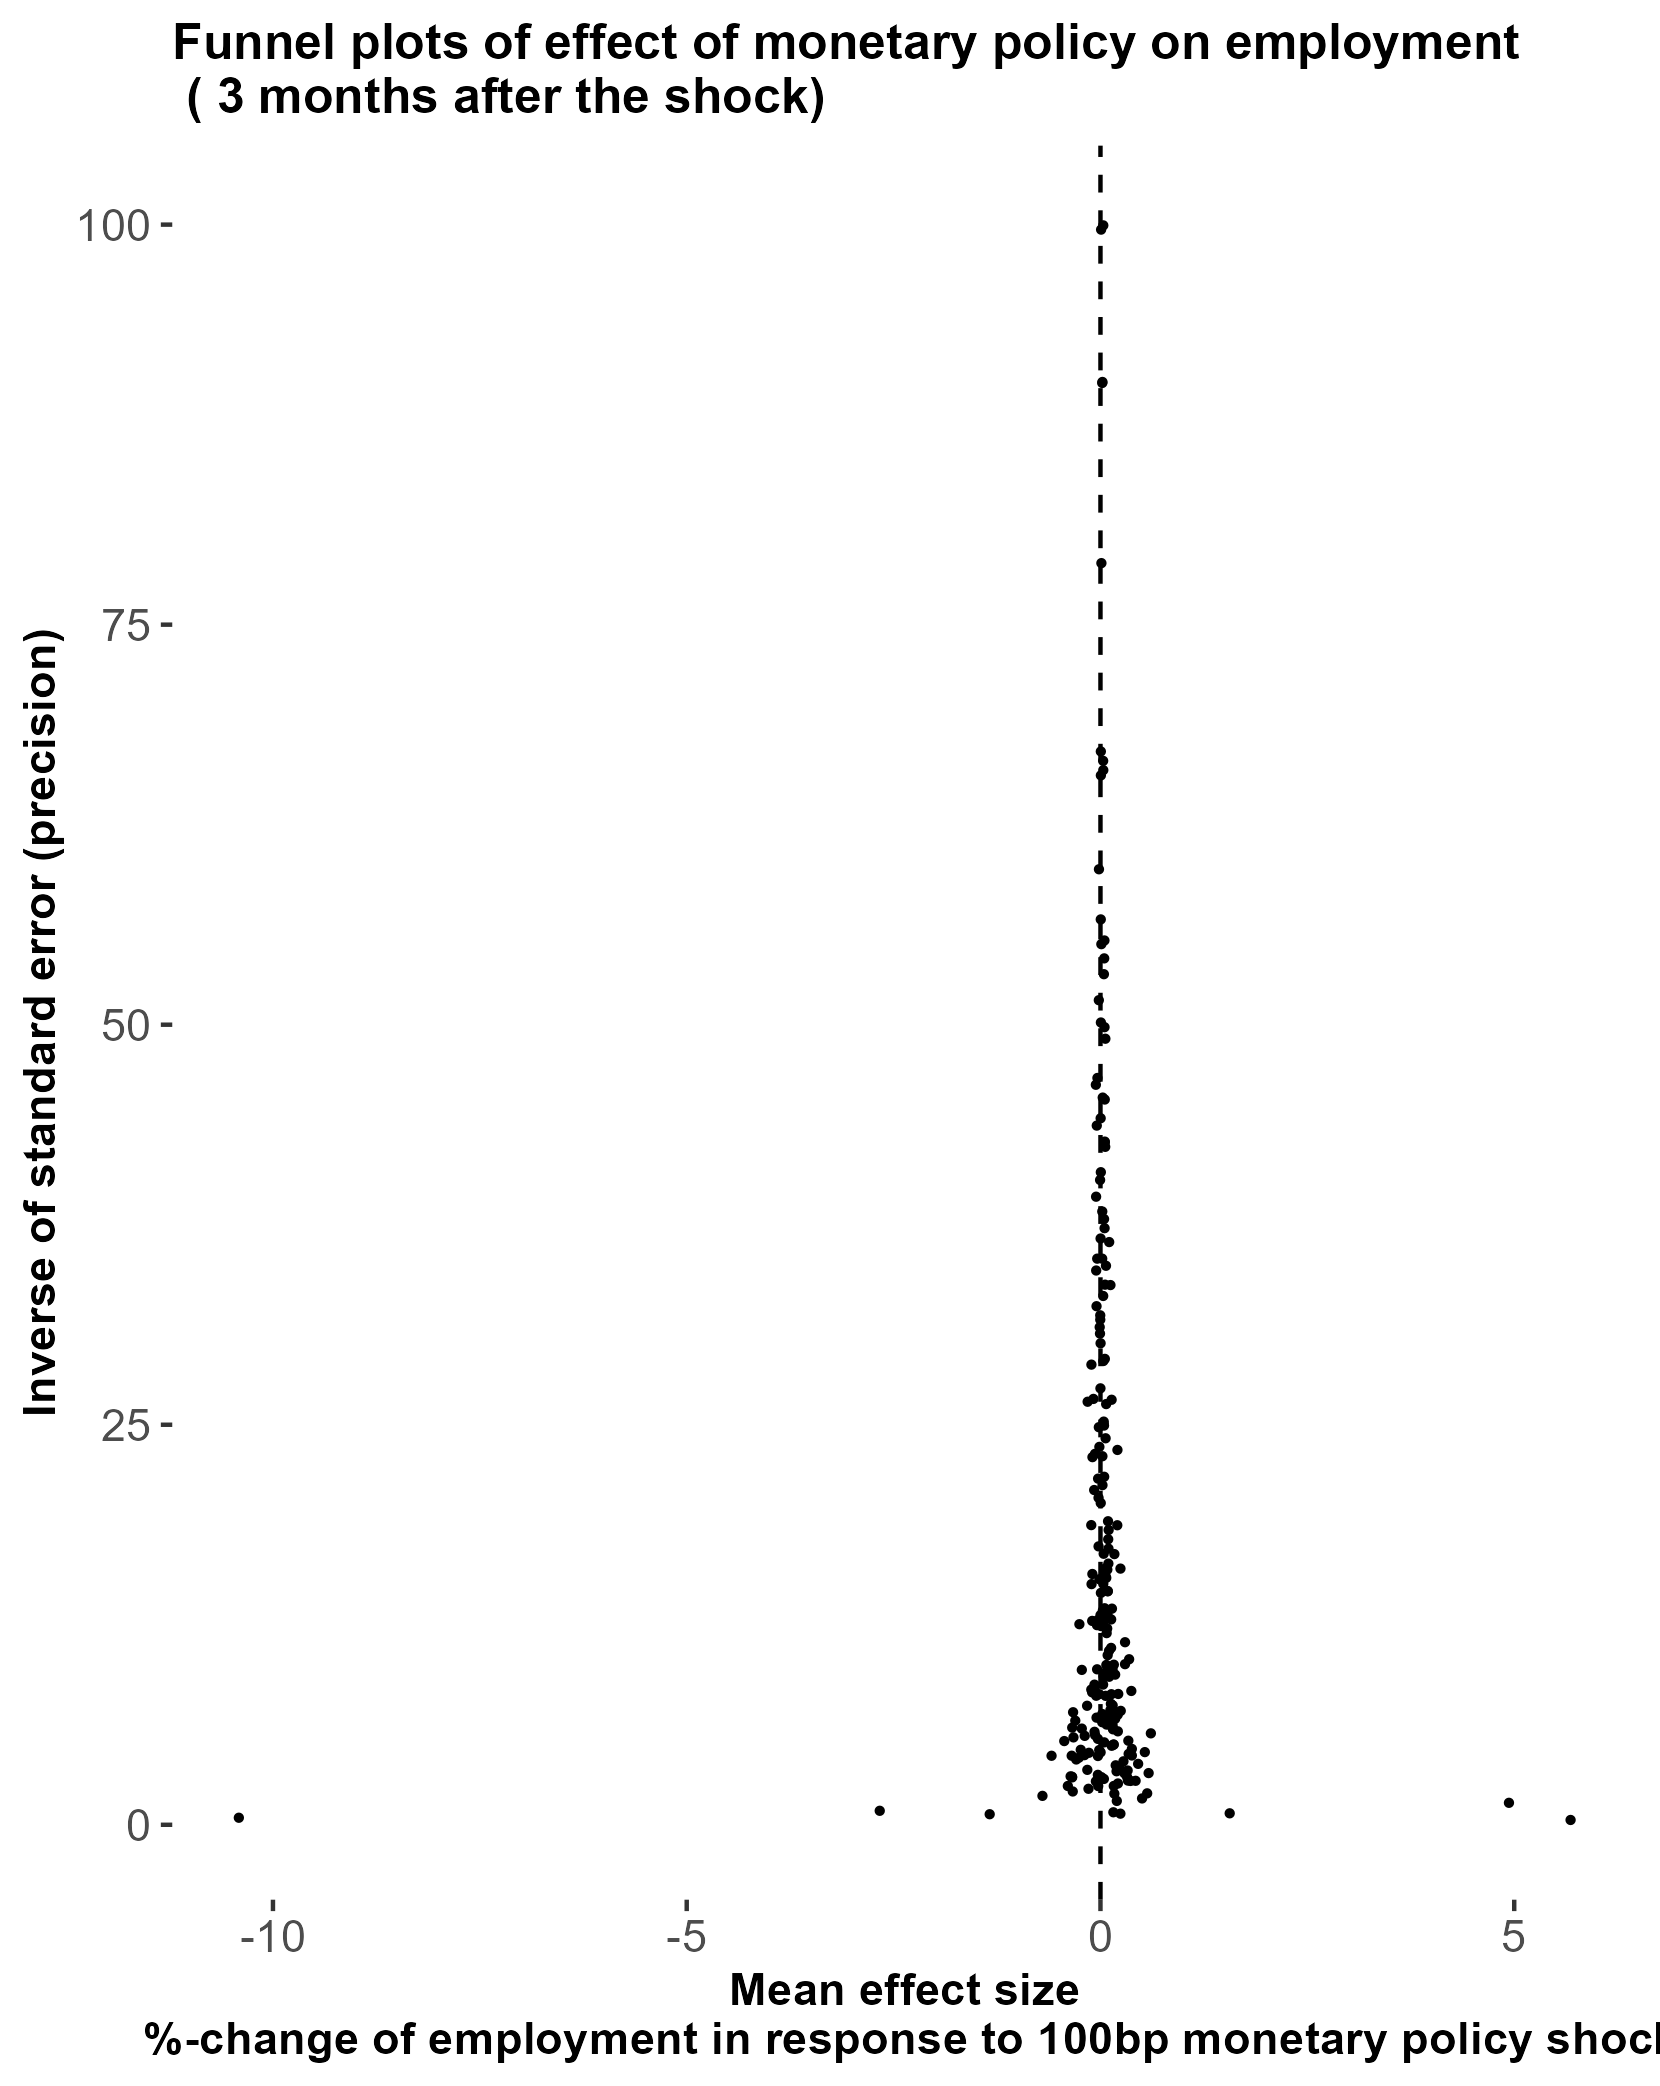 Funnel plots of effect of monetary policy on employment
( 3 months after the shock)
100
75
50
25
0
Inverse of standard error (precision)
-10 -5 0 5
Mean effect size
%-change of employment in response to 100bp monetary policy shock